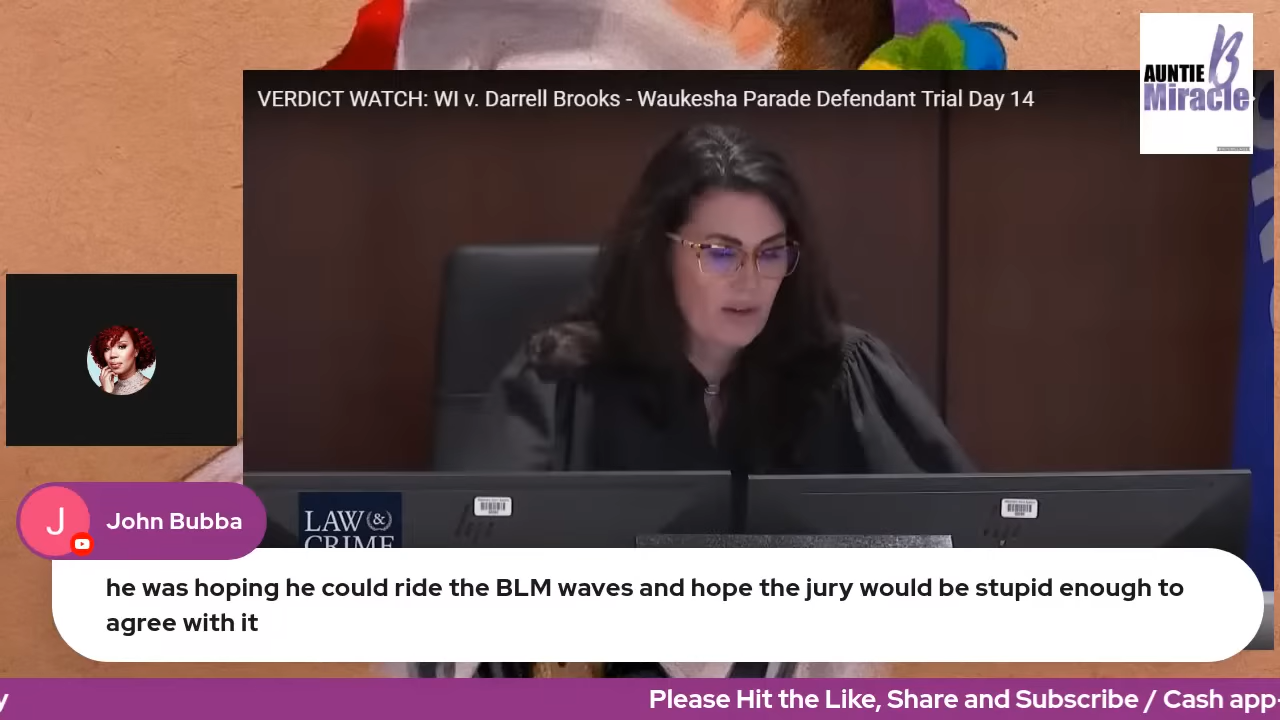 VERDICT WATCH: WI v. Darrell Brooks - Waukesha Parade Defendant Trial Day 14
AUNTIE B
Miracle
LAW &
CRIME
J
John Bubba
he was hoping he could ride the BLM waves and hope the jury would be stupid enough to
agree with it
y
Please Hit the Like, Share and Subscribe / Cash app-